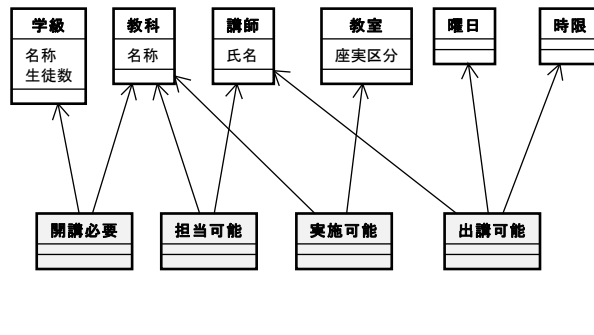 学級
教科
講師
教室
曜日
時限
名称
生徒数
名称
氏名
座実区分
開講必要
担当可能
実施可能
出講可能